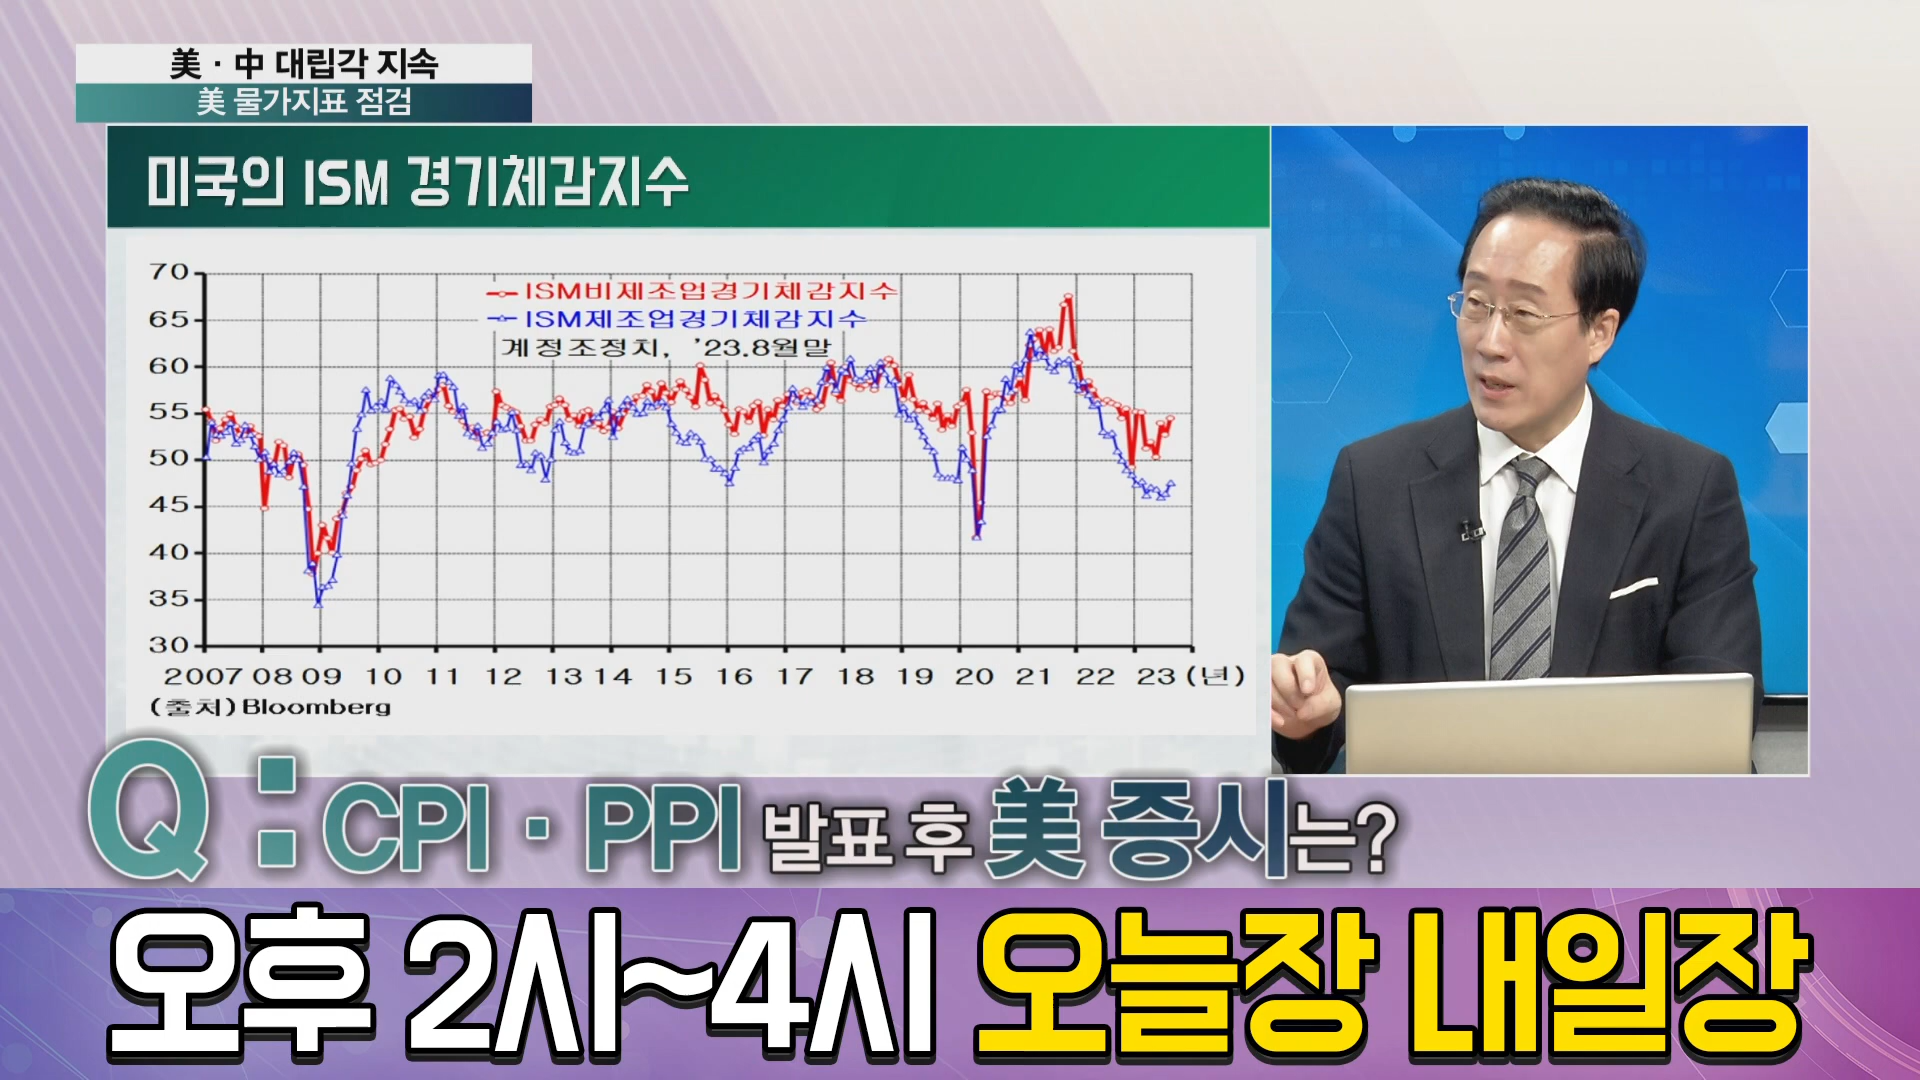 美 · 中 대립각 지속
美 물가지표 점검
미국의 ISM 경기체감지수
70
65
60
55
50
45
40
35
30
ISM비제조업경기체감지수
ISM제조업경기체감지수
계정조정치, '23.8월말
2007 08 09 10 11 12 13 14 15 16 17 18 19 20 21 22 23 (년)
(출처)Bloomberg
Q : CPI · PPI 발표 후 美 증시는?
오후 2시~4시 오늘장 내일장